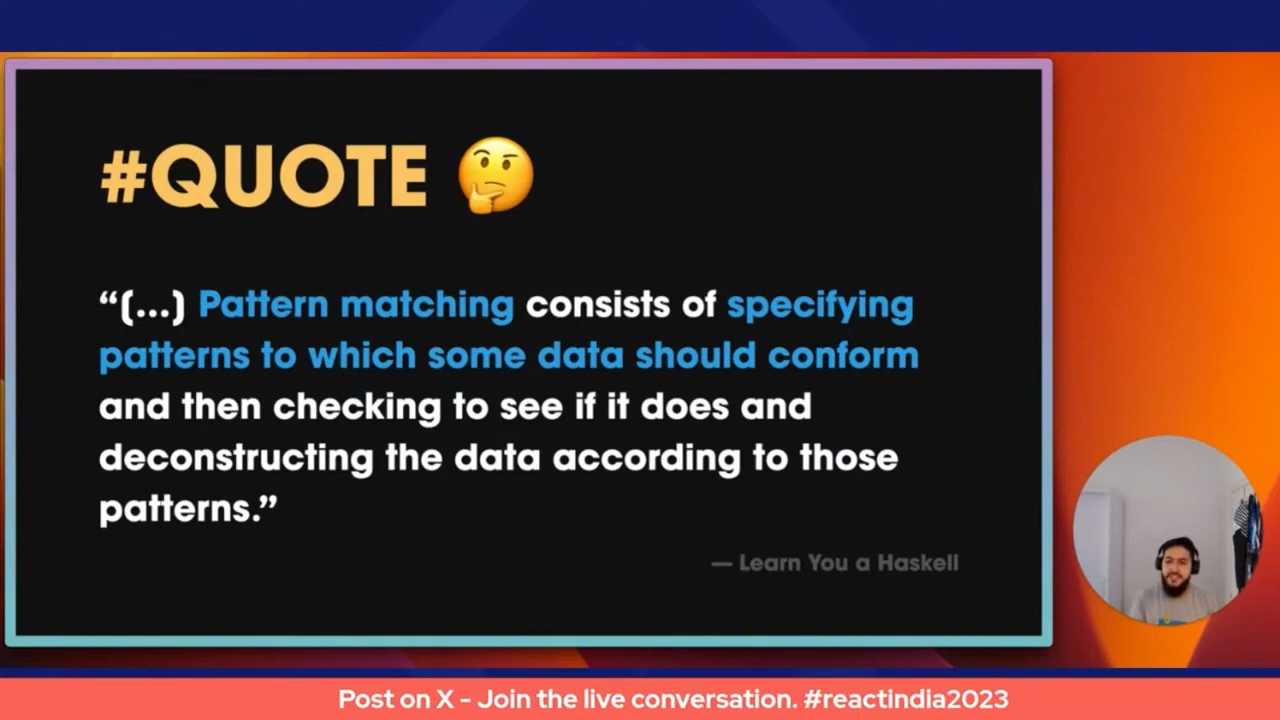 #QUOTE 🤔
“(...) Pattern matching consists of specifying
patterns to which some data should conform
and then checking to see if it does and
deconstructing the data according to those
patterns.”
— Learn You a Haskell
Post on X - Join the live conversation. #reactindia2023